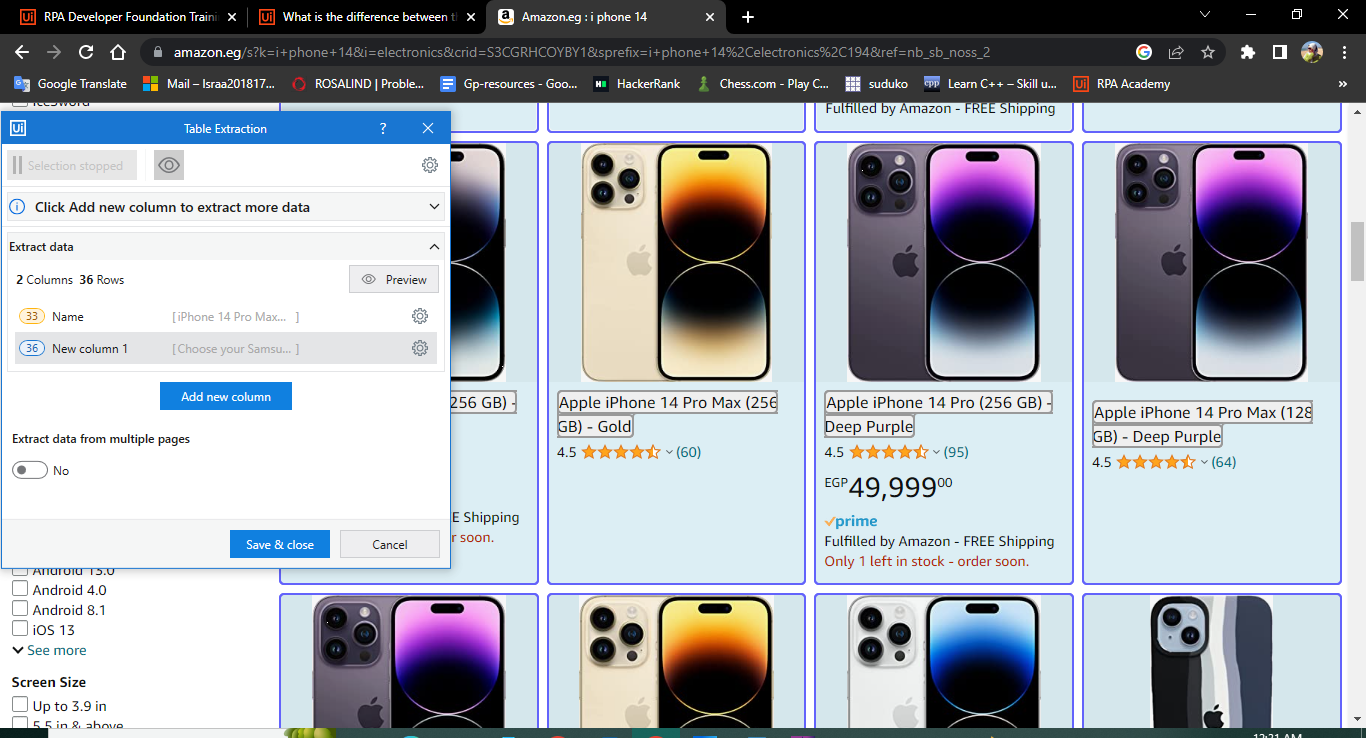 RPA Developer Foundation Traini
What is the difference between th
Amazon.eg : i phone 14
amazon.eg/s?k=i+phone+14&i=electronics&crid=S3CGRHCOYBY1&sprefix=i+phone+14%2Celectronics%2C194&ref=nb_sb_noss_2
Google Translate
Mail – Israa201817...
ROSALIND | Proble...
Gp-resources - Goo...
HackerRank
Chess.com - Play C...
suduko
Learn C++ – Skill u...
RPA Academy
»
IceSword
Fulfilled by Amazon - FREE Shipping
Ui
Table Extraction
?
Selection stopped
Click Add new column to extract more data
Extract data
2 Columns 36 Rows
Preview
33 Name [iPhone 14 Pro Max... ]
36 New column 1 [Choose your Samsu... ]
Add new column
Extract data from multiple pages
No
Save & close
Cancel
256 GB) -
E Shipping
r soon.
Apple iPhone 14 Pro Max (256
GB) - Gold
4.5 (60)
Apple iPhone 14 Pro (256 GB) -
Deep Purple
4.5 (95)
EGP49,99900
prime
Fulfilled by Amazon - FREE Shipping
Only 1 left in stock - order soon.
Apple iPhone 14 Pro Max (128
GB) - Deep Purple
4.5 (64)
Android 13.0
Android 4.0
Android 8.1
iOS 13
See more
Screen Size
Up to 3.9 in
5.5 in & above
12:21 AM